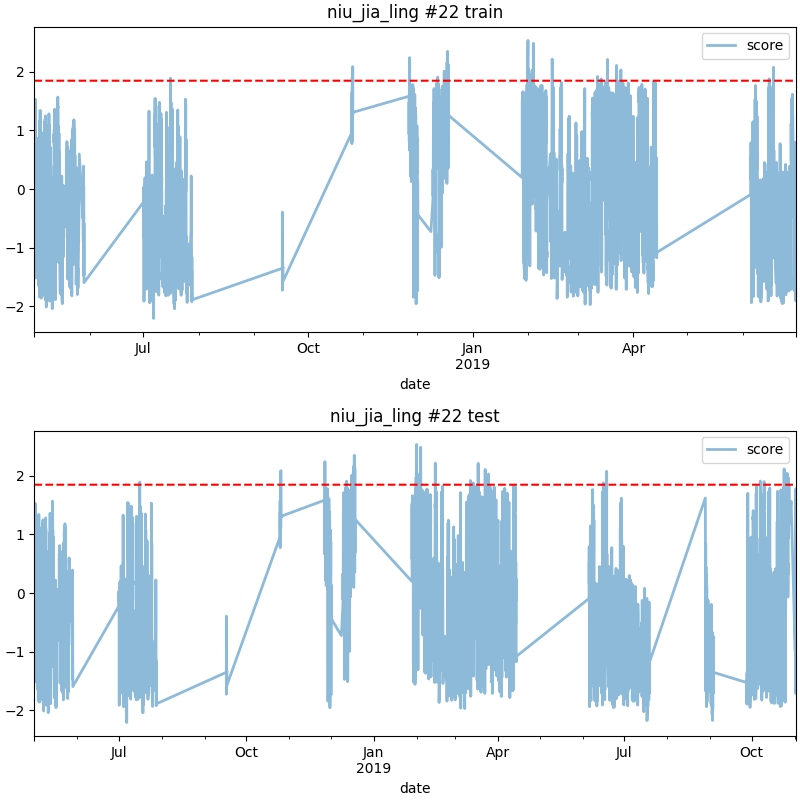 niu_jia_ling #22 train
score
2
1
0
−1
−2
Jul
Oct
Jan
2019
Apr
date
niu_jia_ling #22 test
score
2
1
0
−1
−2
Jul
Oct
Jan
2019
Apr
Jul
Oct
date